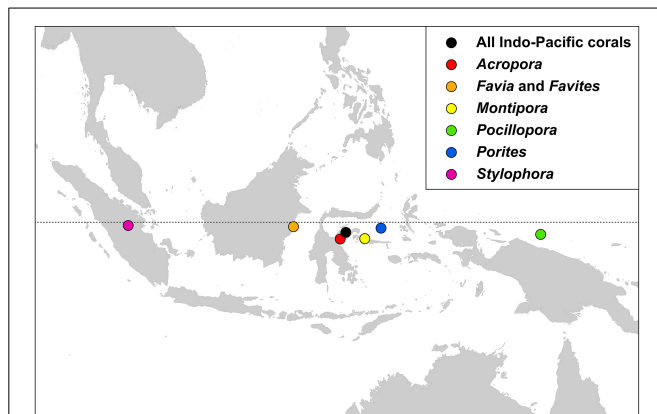 All Indo-Pacific corals
Acropora
Favia and Favites
Montipora
Pocillopora
Porites
Stylophora